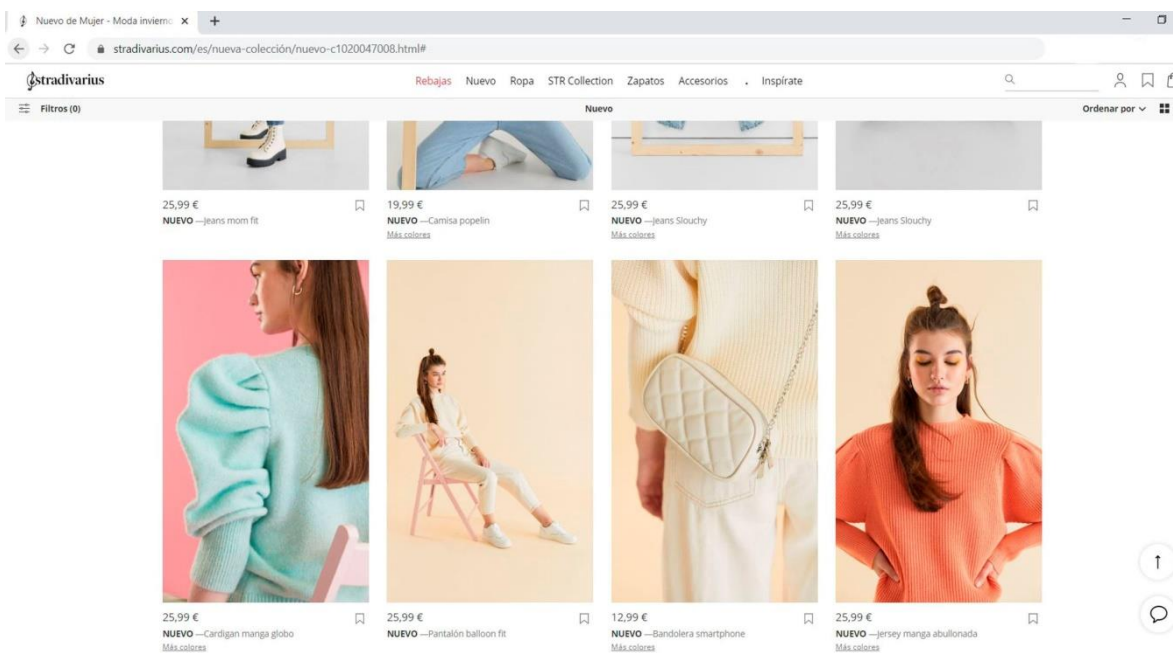 Nuevo de Mujer - Moda invierno
stradivarius.com/es/nueva-colección/nuevo-c1020047008.html#
stradivarius
Rebajas Nuevo Ropa STR Collection Zapatos Accesorios . Inspírate
Filtros (0) Nuevo Ordenar por
25,99 € 19,99 € 25,99 € 25,99 €
NUEVO —Jeans mom fit NUEVO —Camisa popelin NUEVO —Jeans Slouchy NUEVO —Jeans Slouchy
Más colores Más colores Más colores
25,99 € 25,99 € 12,99 € 25,99 €
NUEVO —Cardigan manga globo NUEVO —Pantalón balloon fit NUEVO —Bandolera smartphone NUEVO —Jersey manga abullonada
Más colores Más colores Más colores